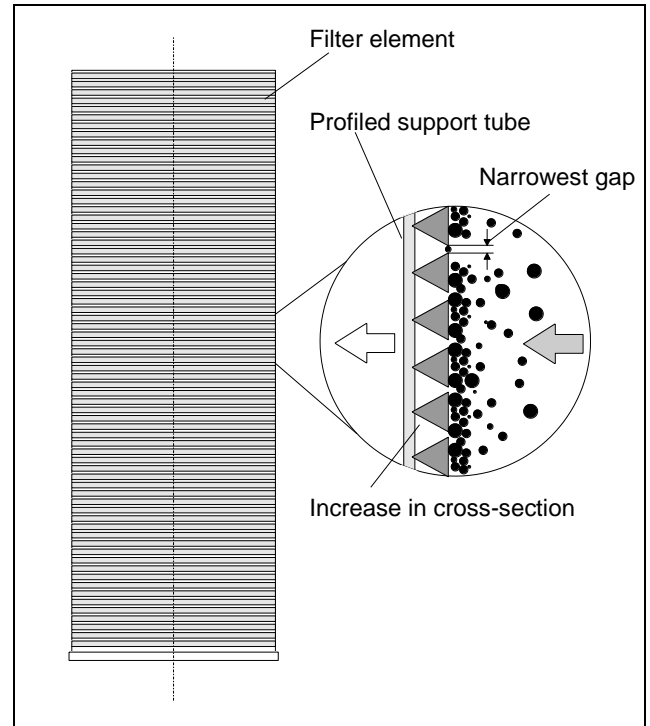 Filter element
Profiled support tube
Narrowest gap
Increase in cross-section